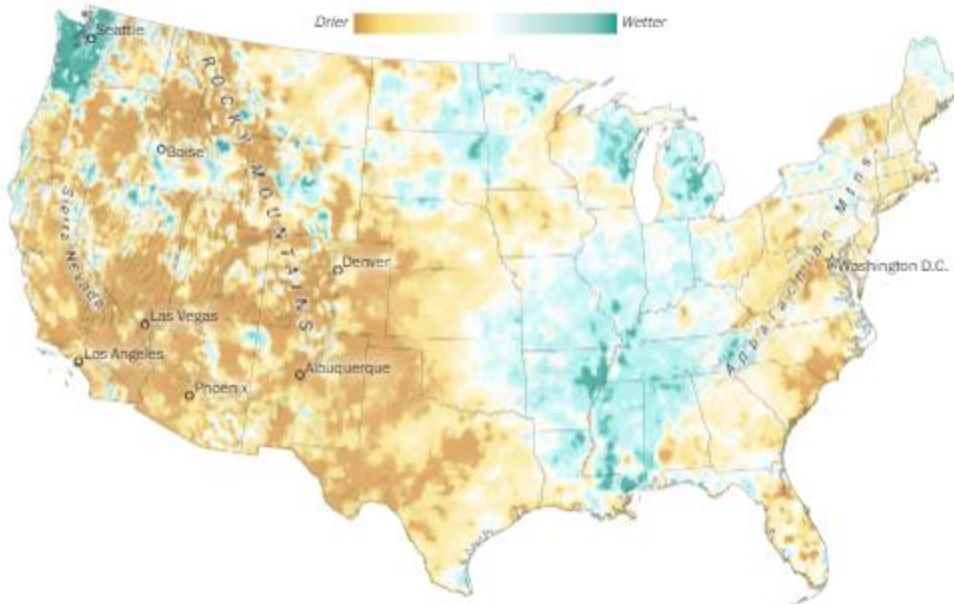 Drier Wetter
Seattle
ROCKY MOUNTAINS
Boise
Sierra Nevada
Denver
Las Vegas
Los Angeles
Albuquerque
Phoenix
Appalachian Mtns.
Washington D.C.